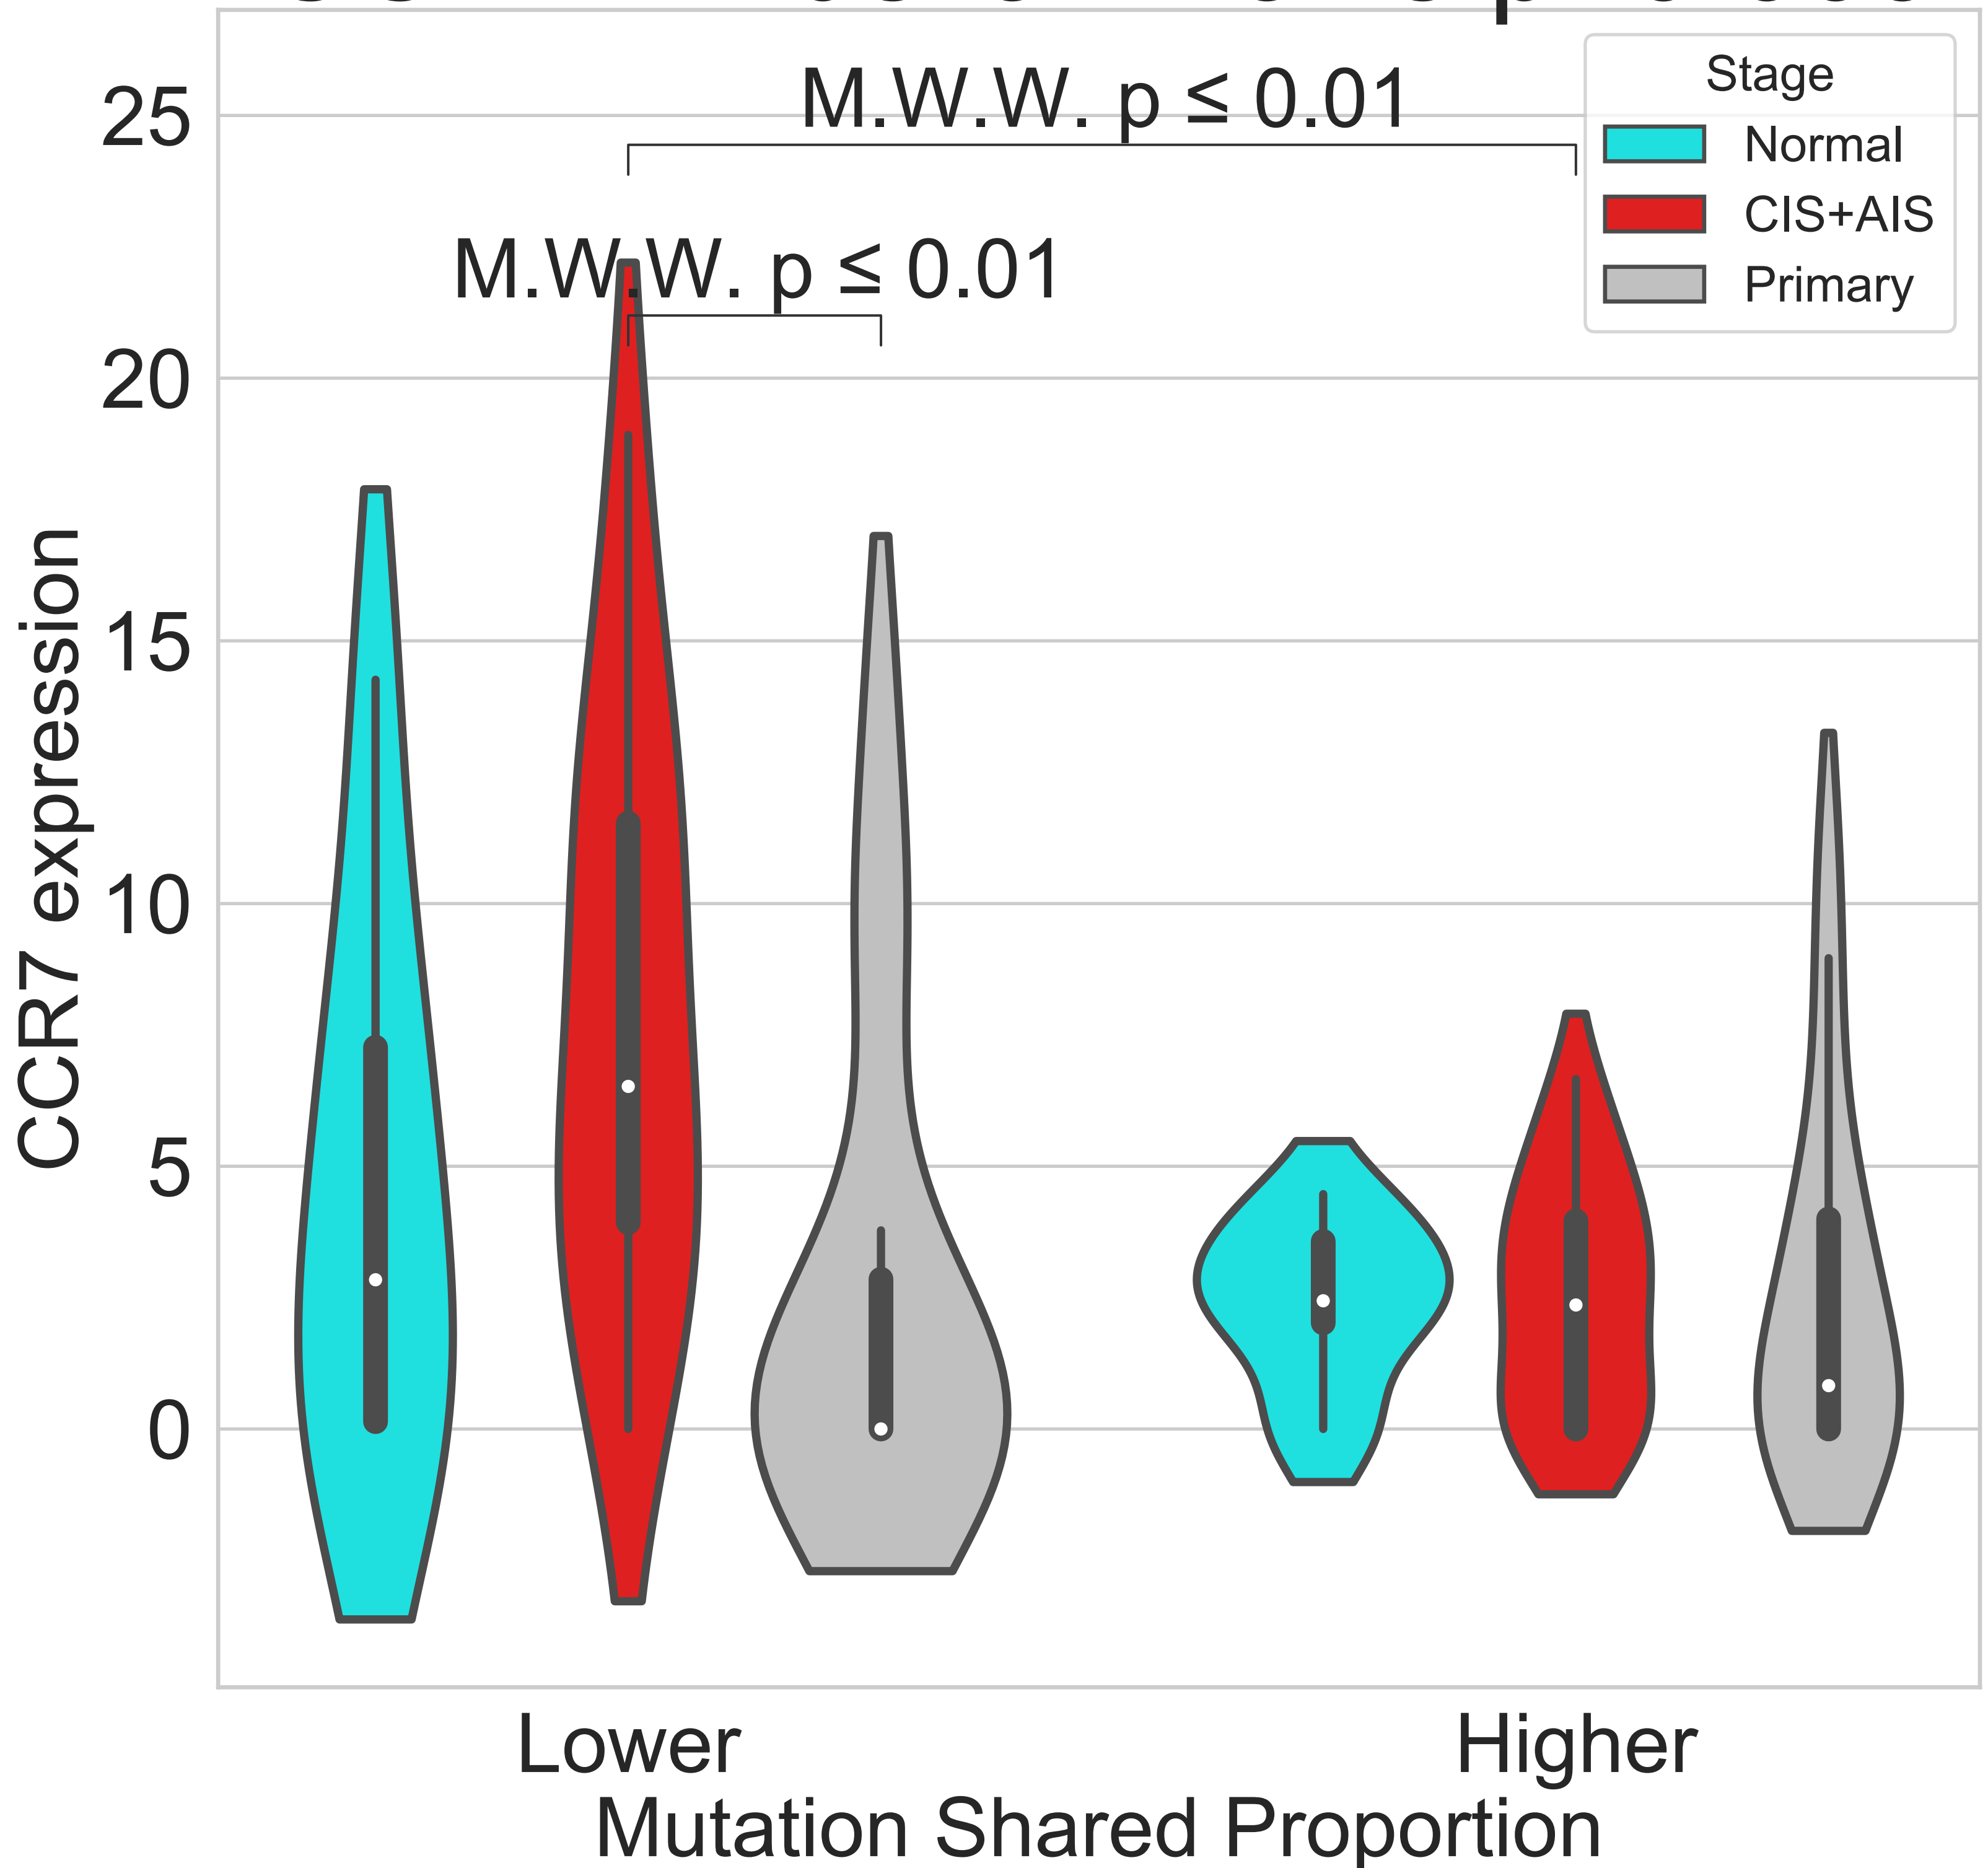 M.W.W. p ≤ 0.01
M.W.W. p ≤ 0.01
Stage
Normal
CIS+AIS
Primary
25
20
15
10
5
0
CCR7 expression
Lower
Higher
Mutation Shared Proportion